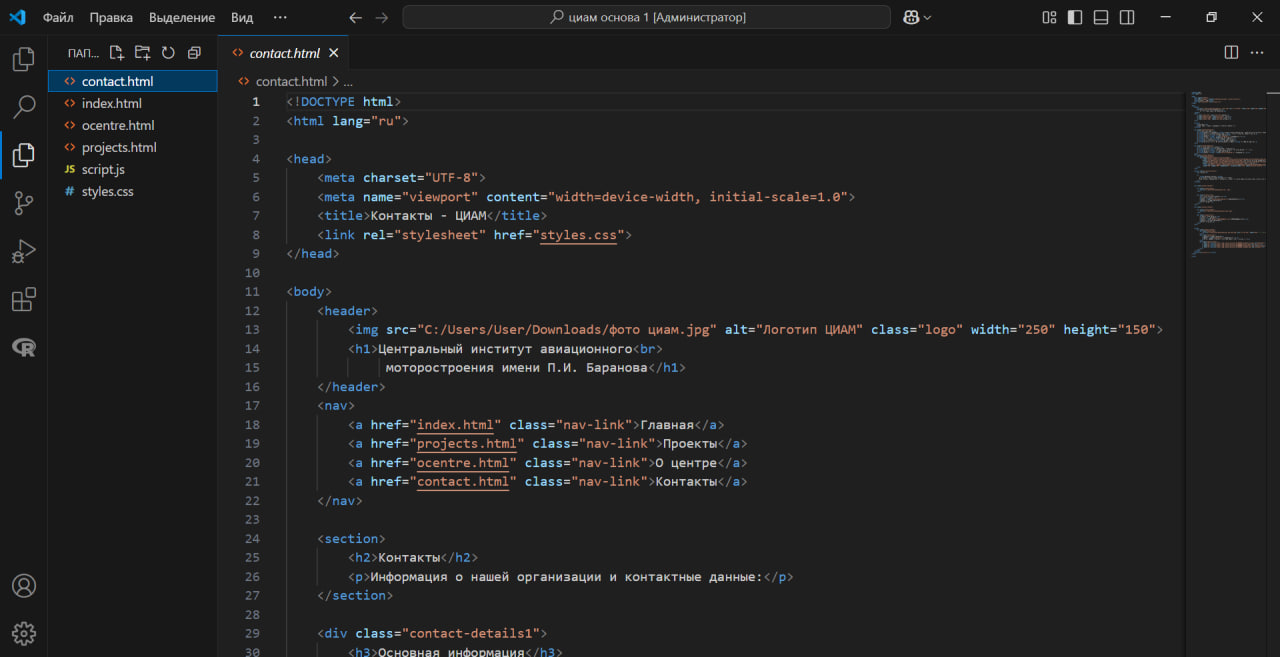 Файл Правка Выделение Вид ··· циам основа 1 [Администратор]
ПАП... contact.html
contact.html
index.html
ocentre.html
projects.html
JS script.js
# styles.css
contact.html > ...
1 <!DOCTYPE html>
2 <html lang="ru">
3
4 <head>
5 <meta charset="UTF-8">
6 <meta name="viewport" content="width=device-width, initial-scale=1.0">
7 <title>Контакты - ЦИАМ</title>
8 <link rel="stylesheet" href="styles.css">
9 </head>
10
11 <body>
12 <header>
13 <img src="C:/Users/User/Downloads/фото циам.jpg" alt="Логотип ЦИАМ" class="logo" width="250" height="150">
14 <h1>Центральный институт авиационного<br>
15 моторостроения имени П.И. Баранова</h1>
16 </header>
17 <nav>
18 <a href="index.html" class="nav-link">Главная</a>
19 <a href="projects.html" class="nav-link">Проекты</a>
20 <a href="ocentre.html" class="nav-link">О центре</a>
21 <a href="contact.html" class="nav-link">Контакты</a>
22 </nav>
23
24 <section>
25 <h2>Контакты</h2>
26 <p>Информация о нашей организации и контактные данные:</p>
27 </section>
28
29 <div class="contact-details1">
30 <h3>Основная информация</h3>